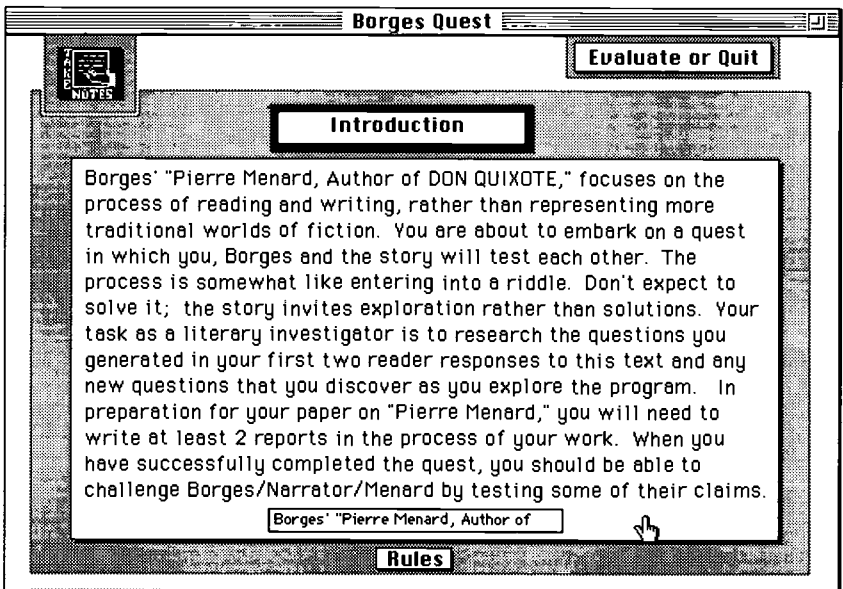 Borges Quest
TAKE
NOTES
Evaluate or Quit
Introduction
Borges' "Pierre Menard, Author of DON QUIXOTE," focuses on the
process of reading and writing, rather than representing more
traditional worlds of fiction. You are about to embark on a quest
in which you, Borges and the story will test each other. The
process is somewhat like entering into a riddle. Don't expect to
solve it; the story invites exploration rather than solutions. Your
task as a literary investigator is to research the questions you
generated in your first two reader responses to this text and any
new questions that you discover as you explore the program. In
preparation for your paper on "Pierre Menard," you will need to
write at least 2 reports in the process of your work. When you
have successfully completed the quest, you should be able to
challenge Borges/Narrator/Menard by testing some of their claims.
Borges' "Pierre Menard, Author of
Rules